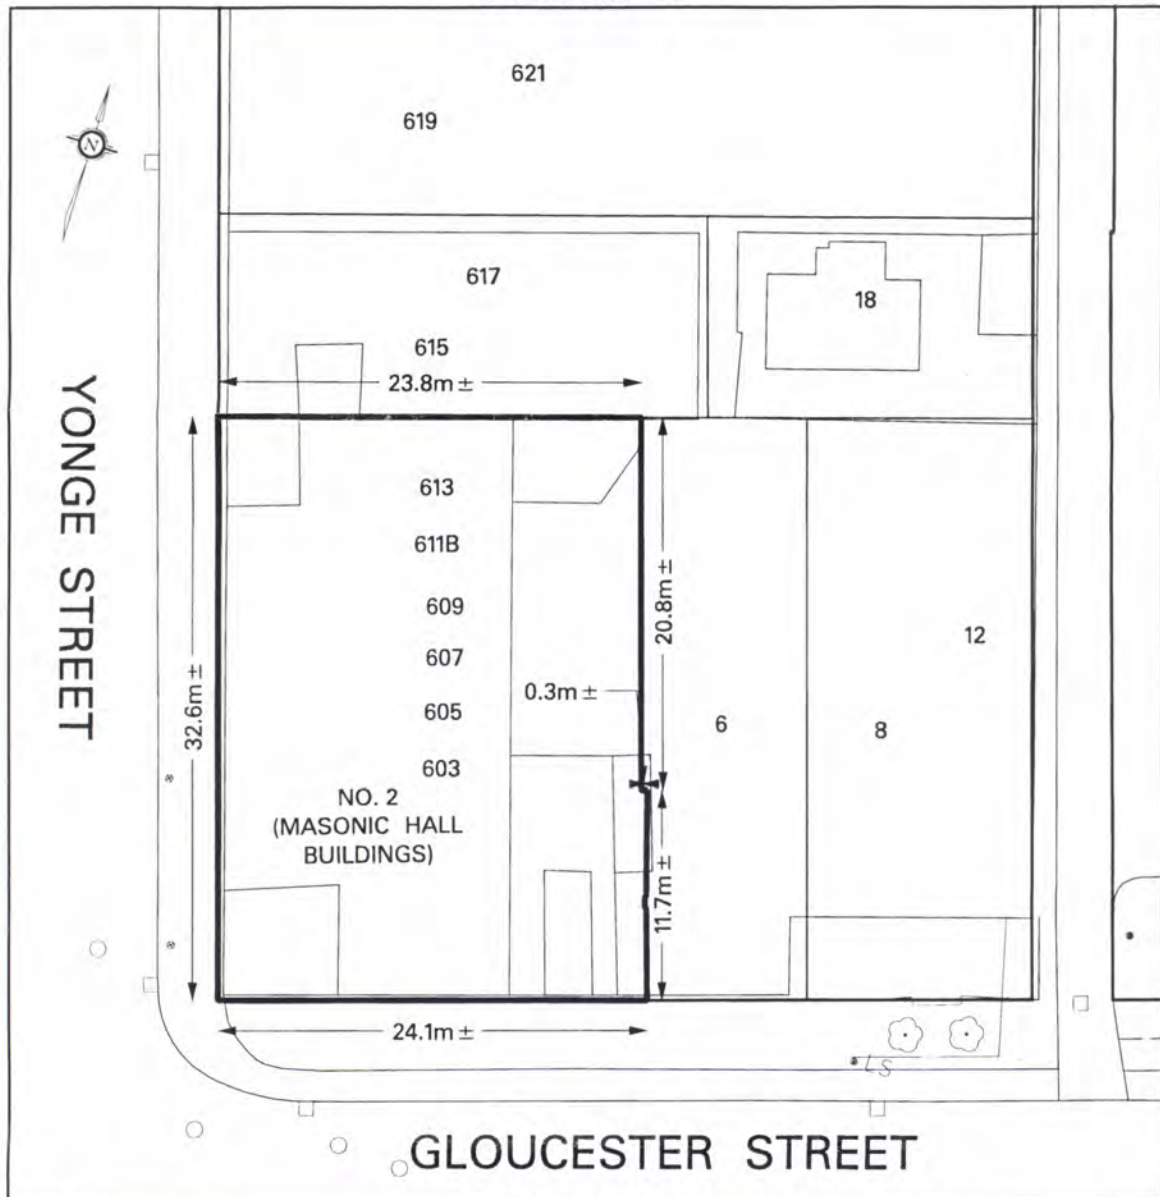 621
619
N
617
18
615
23.8m ±
YONGE STREET
613
611B
609
20.8m ±
12
607
0.3m ±
32.6m ±
605
6
8
603
NO. 2
(MASONIC HALL
BUILDINGS)
11.7m ±
24.1m ±
LS
GLOUCESTER STREET